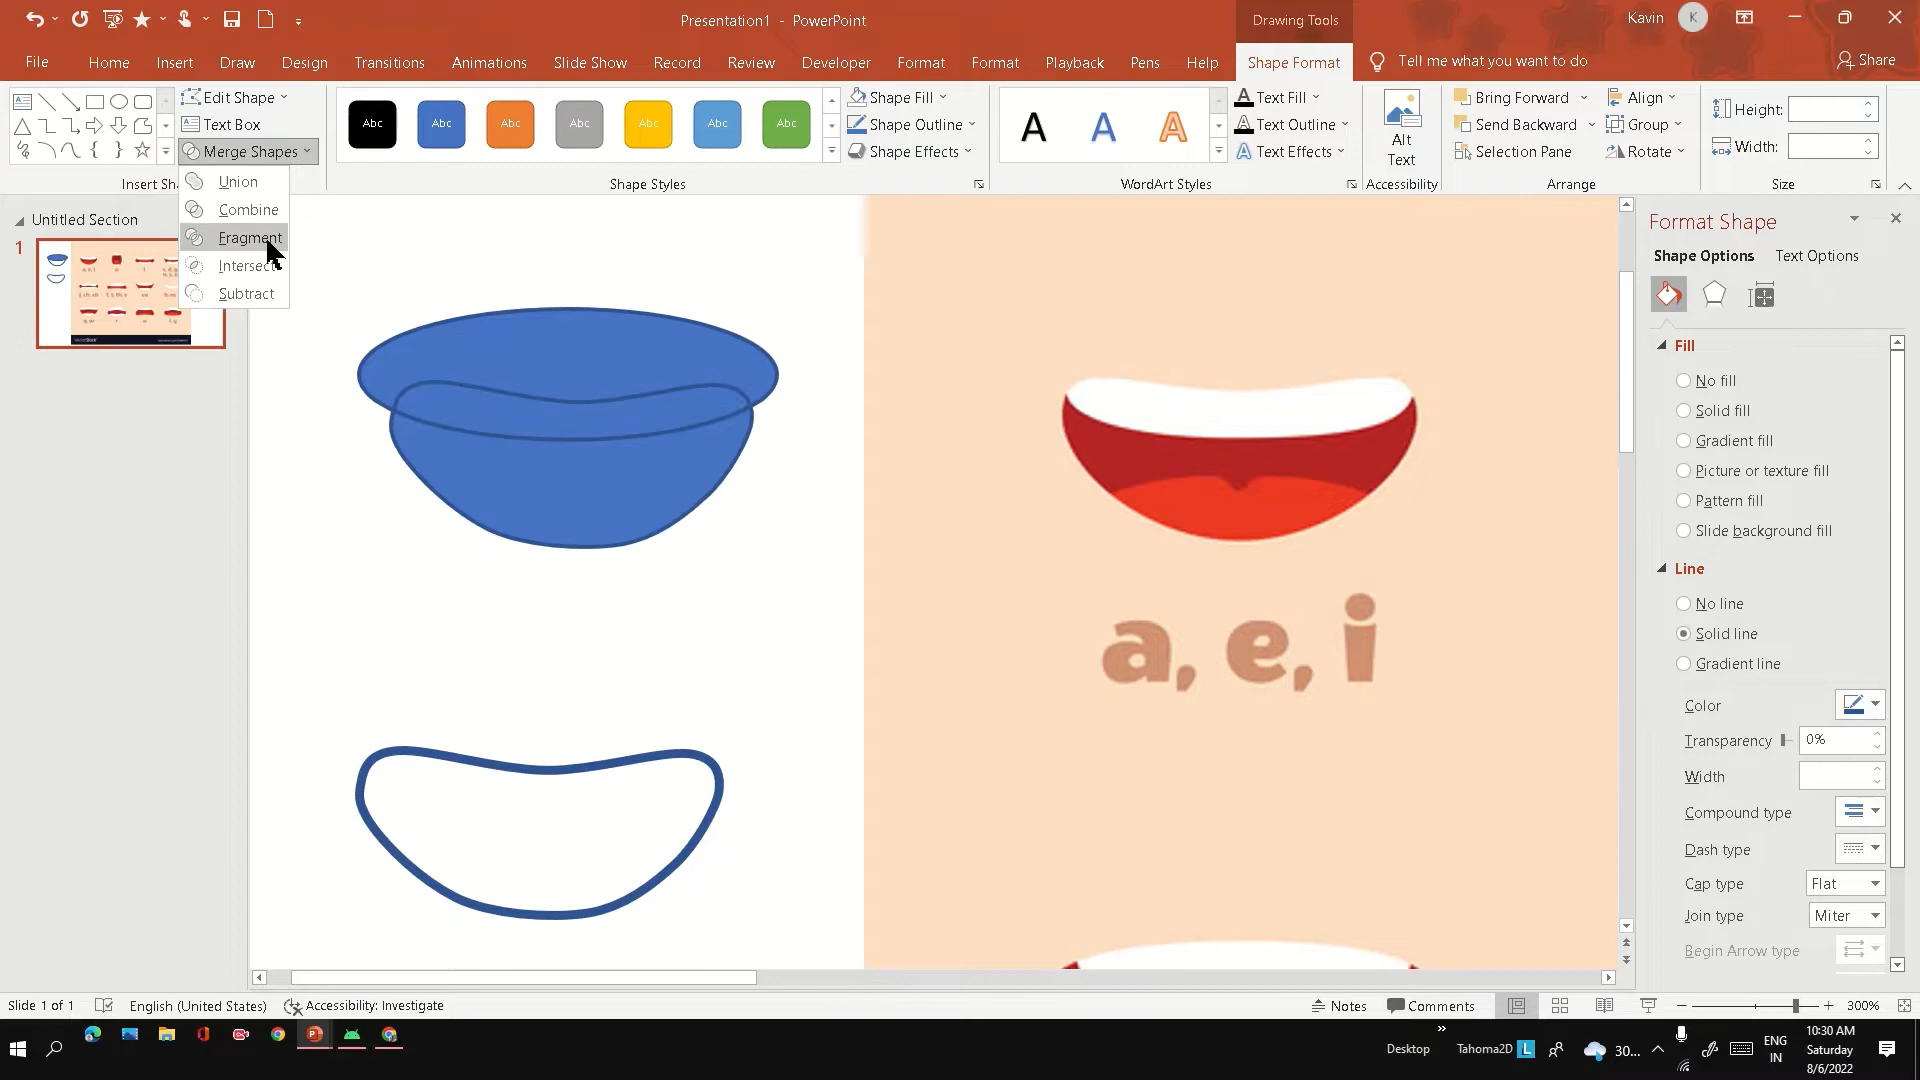 Presentation1 - PowerPoint
Drawing Tools
Kavin
K
File
Home
Insert
Draw
Design
Transitions
Animations
Slide Show
Record
Review
Developer
Format
Format
Playback
Pens
Help
Shape Format
Tell me what you want to do
Share
Edit Shape
Text Box
Merge Shapes
Insert Sh
Union
Combine
Fragment
Intersect
Subtract
Abc
Abc
Abc
Abc
Abc
Abc
Abc
Shape Styles
Shape Fill
Shape Outline
Shape Effects
A
A
A
WordArt Styles
Text Fill
Text Outline
Text Effects
Alt
Text
Accessibility
Bring Forward
Send Backward
Selection Pane
Align
Group
Rotate
Arrange
Height:
Width:
Size
Untitled Section
1
a, e, i
Format Shape
Shape Options
Text Options
Fill
No fill
Solid fill
Gradient fill
Picture or texture fill
Pattern fill
Slide background fill
Line
No line
Solid line
Gradient line
Color
Transparency
0%
Width
Compound type
Dash type
Cap type
Flat
Join type
Miter
Begin Arrow type
Slide 1 of 1
English (United States)
Accessibility: Investigate
Notes
Comments
300%
Desktop
Tahoma2D
L
30...
ENG
IN
10:30 AM
Saturday
8/6/2022